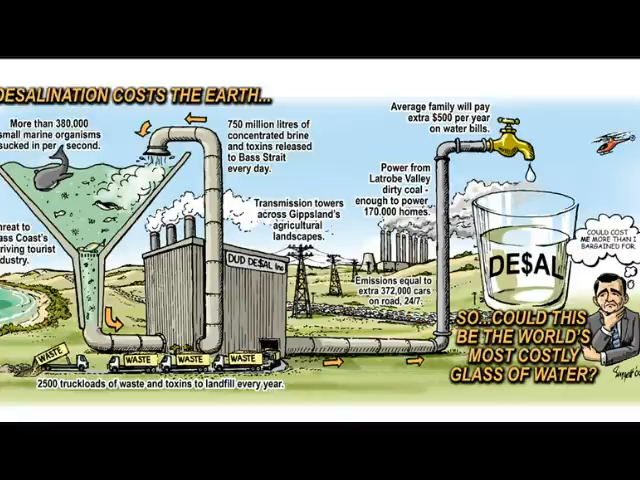 DESALINATION COSTS THE EARTH...
More than 380,000
small marine organisms
sucked in per second.
750 million litres of
concentrated brine
and toxins released
to Bass Strait
every day.
Average family will pay
extra $500 per year
on water bills.
Power from
Latrobe Valley
dirty coal -
enough to power
170,000 homes.
Transmission towers
across Gippsland's
agricultural
landscapes.
Threat to
Bass Coast's
thriving tourist
industry.
DUD DE$AL Inc
Emissions equal to
extra 372,000 cars
on road, 24/7.
DE$AL
COULD COST
ME MORE THAN I
BARGAINED FOR.
WASTE
WASTE
WASTE
WASTE
2500 truckloads of waste and toxins to landfill every year.
SO...COULD THIS
BE THE WORLD'S
MOST COSTLY
GLASS OF WATER?